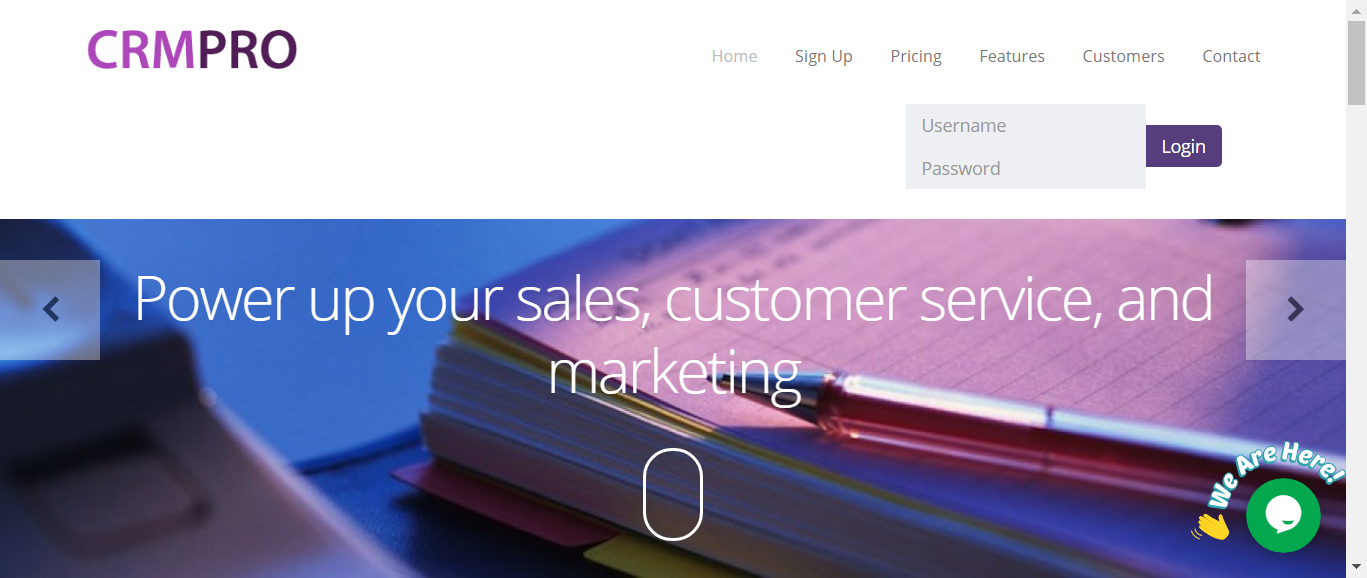 CRMPRO
Home Sign Up Pricing Features Customers Contact
Username
Login
Password
Power up your sales, customer service, and
marketing
We Are Here!